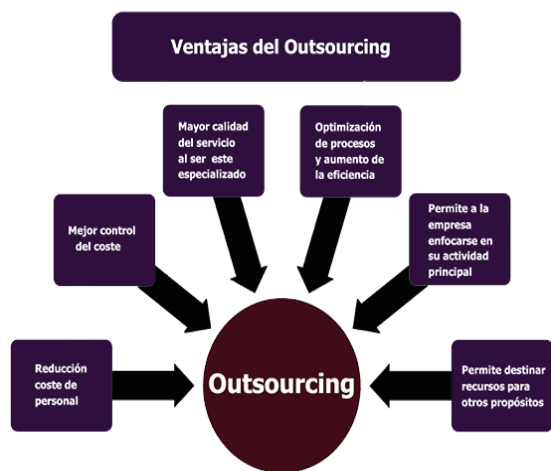 Ventajas del Outsourcing
Mayor calidad
del servicio
al ser este
especializado
Optimización
de procesos
y aumento de
la eficiencia
Mejor control
del coste
Permite a la
empresa
enfocarse en
su actividad
principal
Reducción
coste de
personal
Outsourcing
Permite destinar
recursos para
otros propósitos